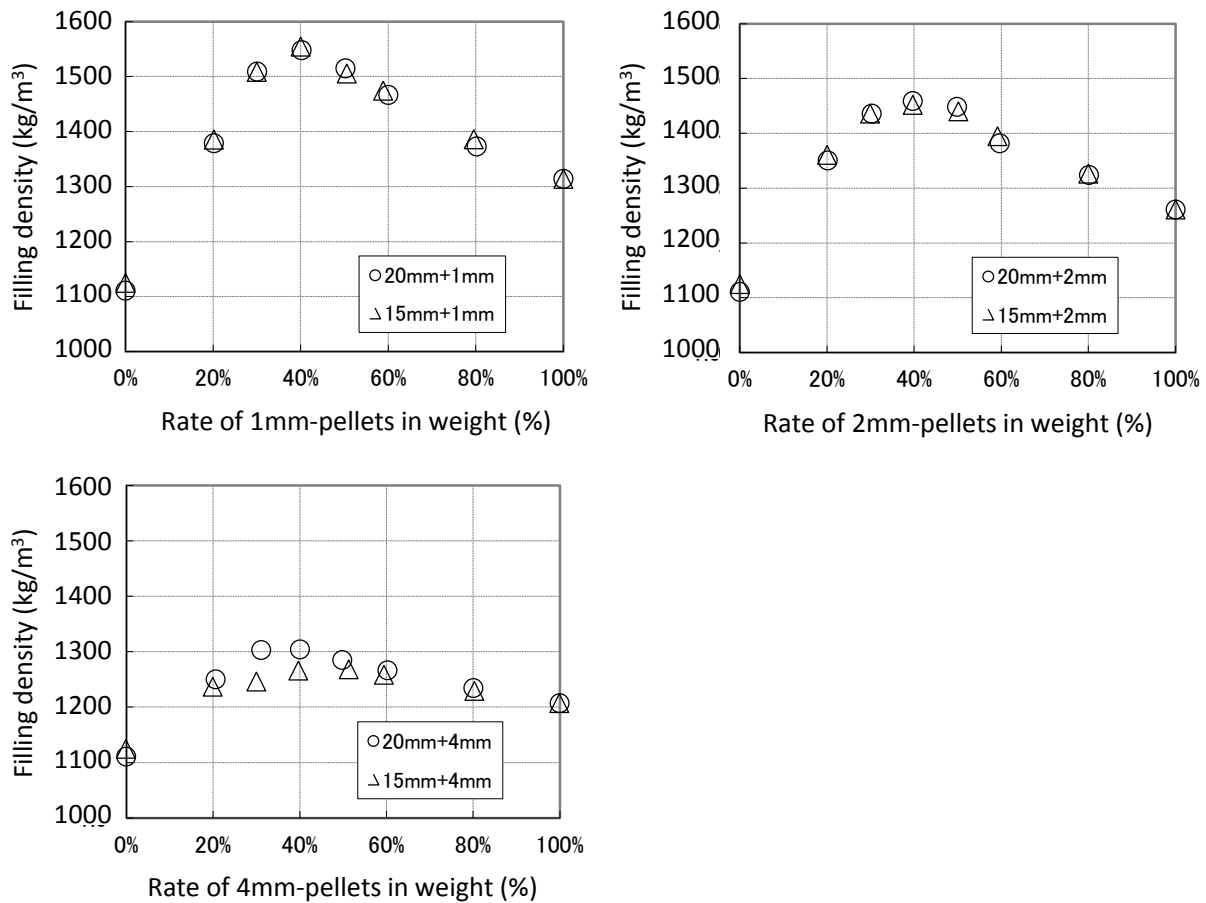 1600
1500
1400
1300
1200
1100
1000
Filling density (kg/m³)
20mm+1mm
15mm+1mm
0% 20% 40% 60% 80% 100%
Rate of 1mm-pellets in weight (%)
1600
1500
1400
1300
1200
1100
1000
Filling density (kg/m³)
20mm+2mm
15mm+2mm
0% 20% 40% 60% 80% 100%
Rate of 2mm-pellets in weight (%)
1600
1500
1400
1300
1200
1100
1000
Filling density (kg/m³)
20mm+4mm
15mm+4mm
0% 20% 40% 60% 80% 100%
Rate of 4mm-pellets in weight (%)